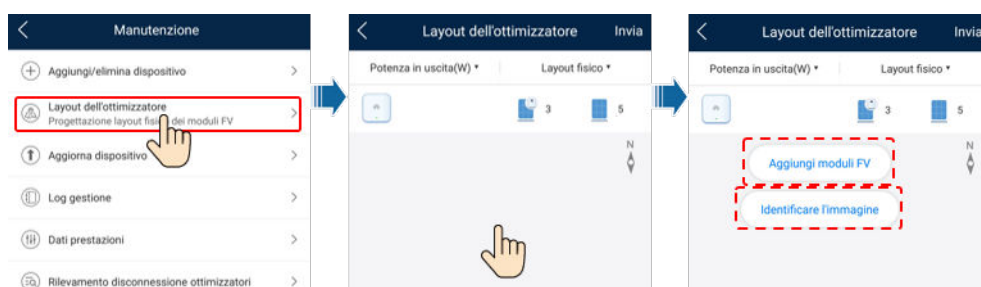 Manutenzione
Aggiungi/elimina dispositivo
Layout dell'ottimizzatore
Progettazione layout fisico dei moduli FV
Aggiorna dispositivo
Log gestione
Dati prestazioni
Rilevamento disconnessione ottimizzatori
Layout dell'ottimizzatore Invia
Potenza in uscita(W) Layout fisico
3 5
N
Layout dell'ottimizzatore Invia
Potenza in uscita(W) Layout fisico
3 5
N
Aggiungi moduli FV
Identificare l'immagine